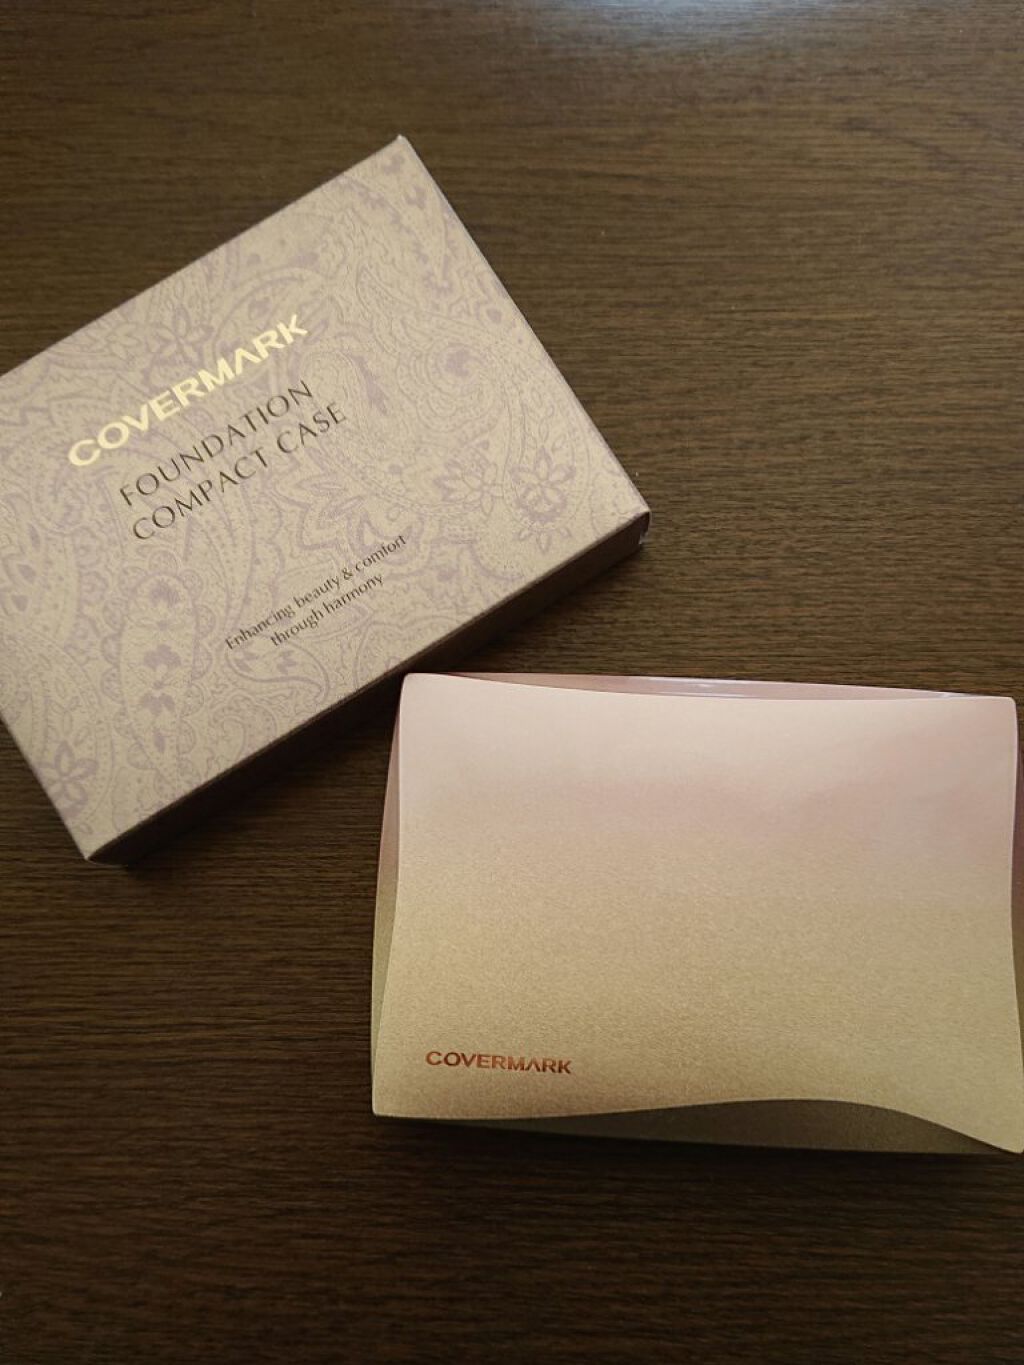 COVERMARK
FOUNDATION
COMPACT CASE
Enhancing beauty & comfort
through harmony
COVERMARK